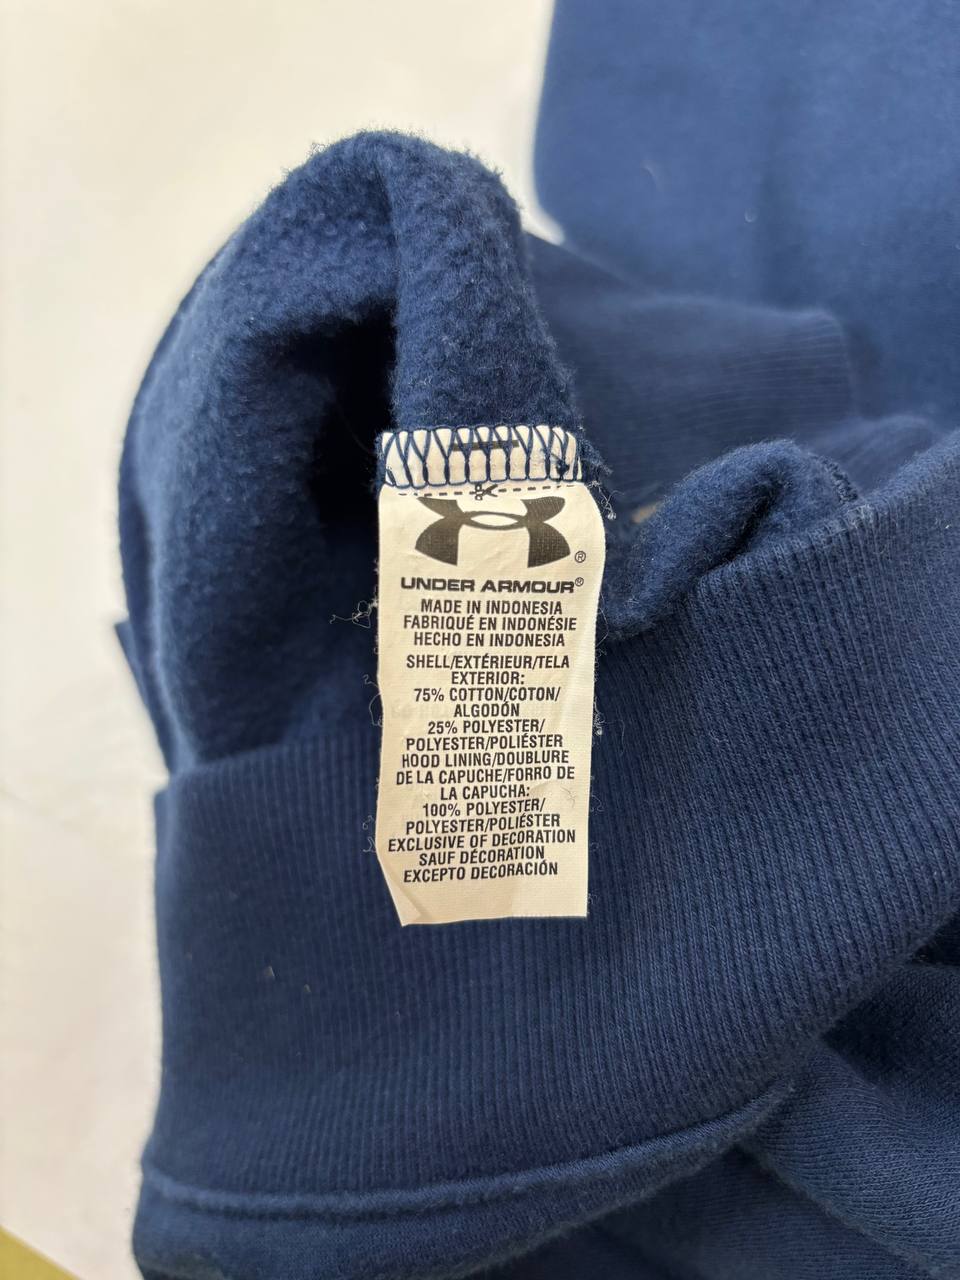 UNDER ARMOUR®
MADE IN INDONESIA
FABRIQUÉ EN INDONÉSIE
HECHO EN INDONESIA
SHELL/EXTÉRIEUR/TELA
EXTERIOR:
75% COTTON/COTON/
ALGODÓN
25% POLYESTER/
POLYESTER/POLIÉSTER
HOOD LINING/DOUBLURE
DE LA CAPUCHE/FORRO DE
LA CAPUCHA:
100% POLYESTER/
POLYESTER/POLIÉSTER
EXCLUSIVE OF DECORATION
SAUF DÉCORATION
EXCEPTO DECORACIÓN